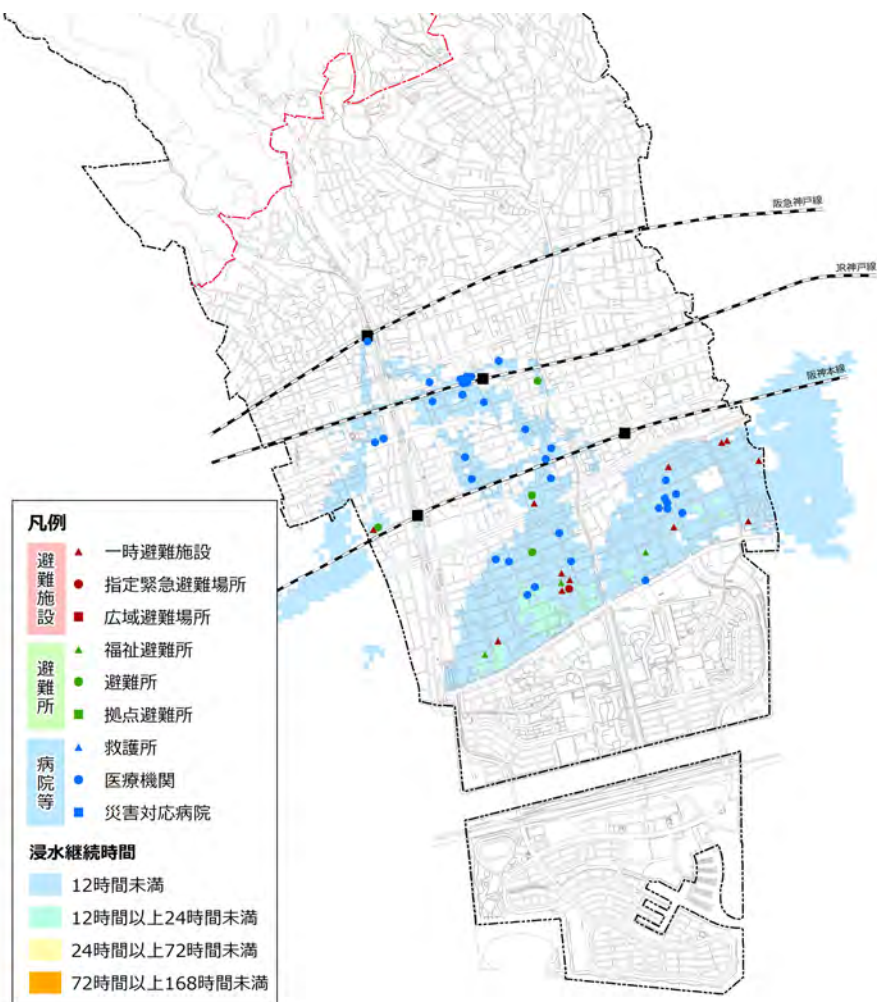 阪急神戸線
JR神戸線
阪神本線
凡例
避難施設
一時避難施設
指定緊急避難場所
広域避難場所
避難所
福祉避難所
避難所
拠点避難所
病院等
救護所
医療機関
災害対応病院
浸水継続時間
12時間未満
12時間以上24時間未満
24時間以上72時間未満
72時間以上168時間未満